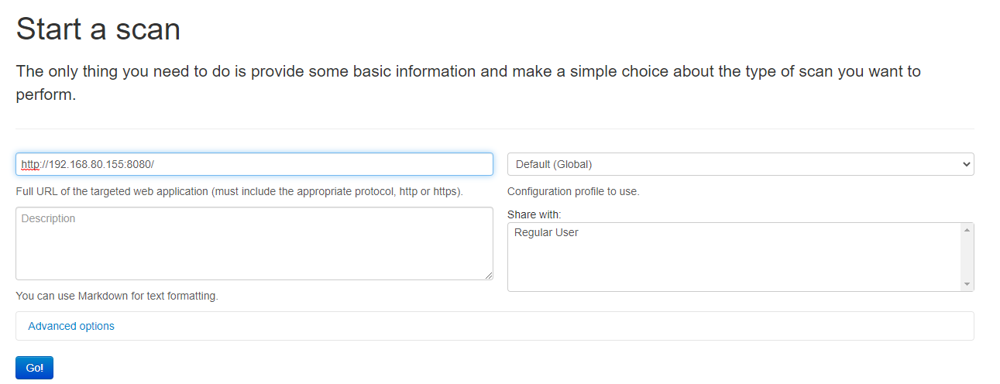 Start a scan
The only thing you need to do is provide some basic information and make a simple choice about the type of scan you want to
perform.
http://192.168.80.155:8080/
Default (Global)
Full URL of the targeted web application (must include the appropriate protocol, http or https).
Configuration profile to use.
Description
Share with:
Regular User
You can use Markdown for text formatting.
Advanced options
Go!